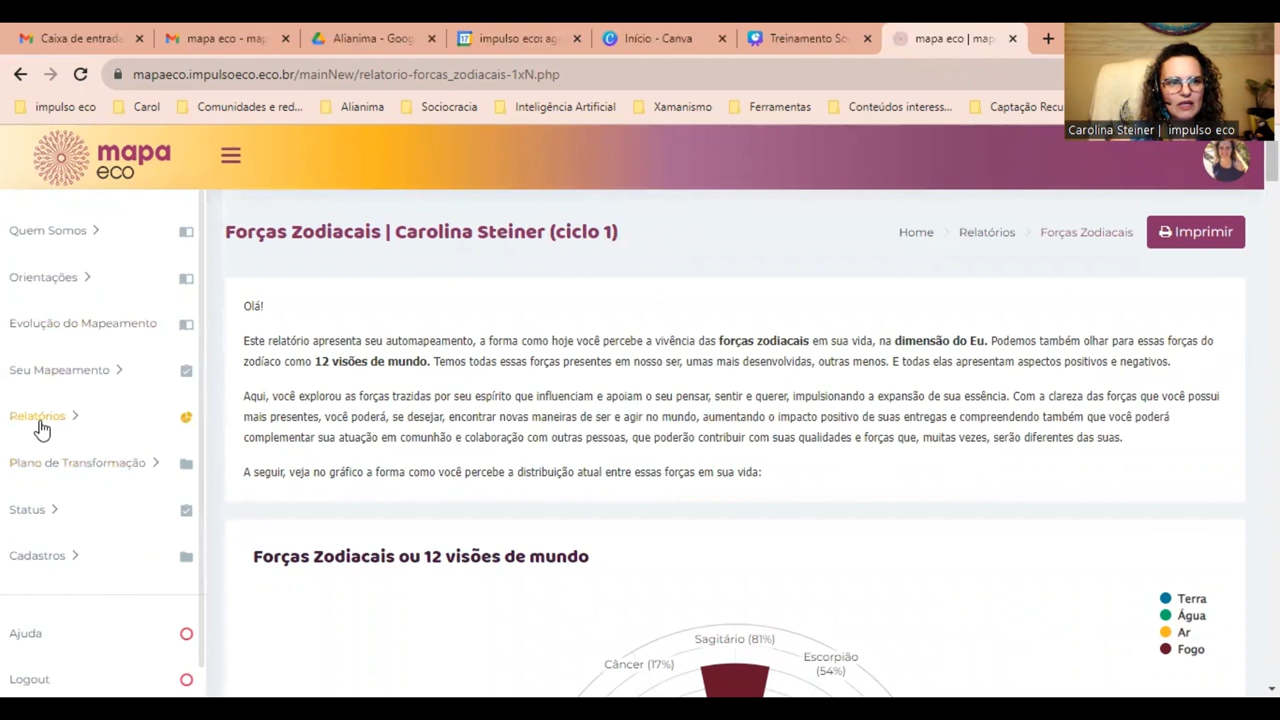 Caixa de entrada
mapa eco - map
Alianima - Goog
17
impulso eco: age
Início - Canva
Treinamento So
mapa eco | map
mapaeco.impulsoeco.eco.br/mainNew/relatorio-forcas_zodiacais-1xN.php
impulso eco
Carol
Comunidades e red...
Alianima
Sociocracia
Inteligência Artificial
Xamanismo
Ferramentas
Conteúdos interess...
Captação Recu
Carolina Steiner | impulso eco
mapa
eco
Quem Somos
Orientações
Evolução do Mapeamento
Seu Mapeamento
Relatórios
Plano de Transformação
Status
Cadastros
Ajuda
Logout
Forças Zodiacais | Carolina Steiner (ciclo 1)
Home
Relatórios
Forças Zodiacais
Imprimir
Olá!
Este relatório apresenta seu automapeamento, a forma como hoje você percebe a vivência das forças zodiacais em sua vida, na dimensão do Eu. Podemos também olhar para essas forças do
zodíaco como 12 visões de mundo. Temos todas essas forças presentes em nosso ser, umas mais desenvolvidas, outras menos. E todas elas apresentam aspectos positivos e negativos.
Aqui, você explorou as forças trazidas por seu espírito que influenciam e apoiam o seu pensar, sentir e querer, impulsionando a expansão de sua essência. Com a clareza das forças que você possui
mais presentes, você poderá, se desejar, encontrar novas maneiras de ser e agir no mundo, aumentando o impacto positivo de suas entregas e compreendendo também que você poderá
complementar sua atuação em comunhão e colaboração com outras pessoas, que poderão contribuir com suas qualidades e forças que, muitas vezes, serão diferentes das suas.
A seguir, veja no gráfico a forma como você percebe a distribuição atual entre essas forças em sua vida:
Forças Zodiacais ou 12 visões de mundo
Terra
Água
Ar
Fogo
Sagitário (81%)
Câncer (17%)
Escorpião
(54%)